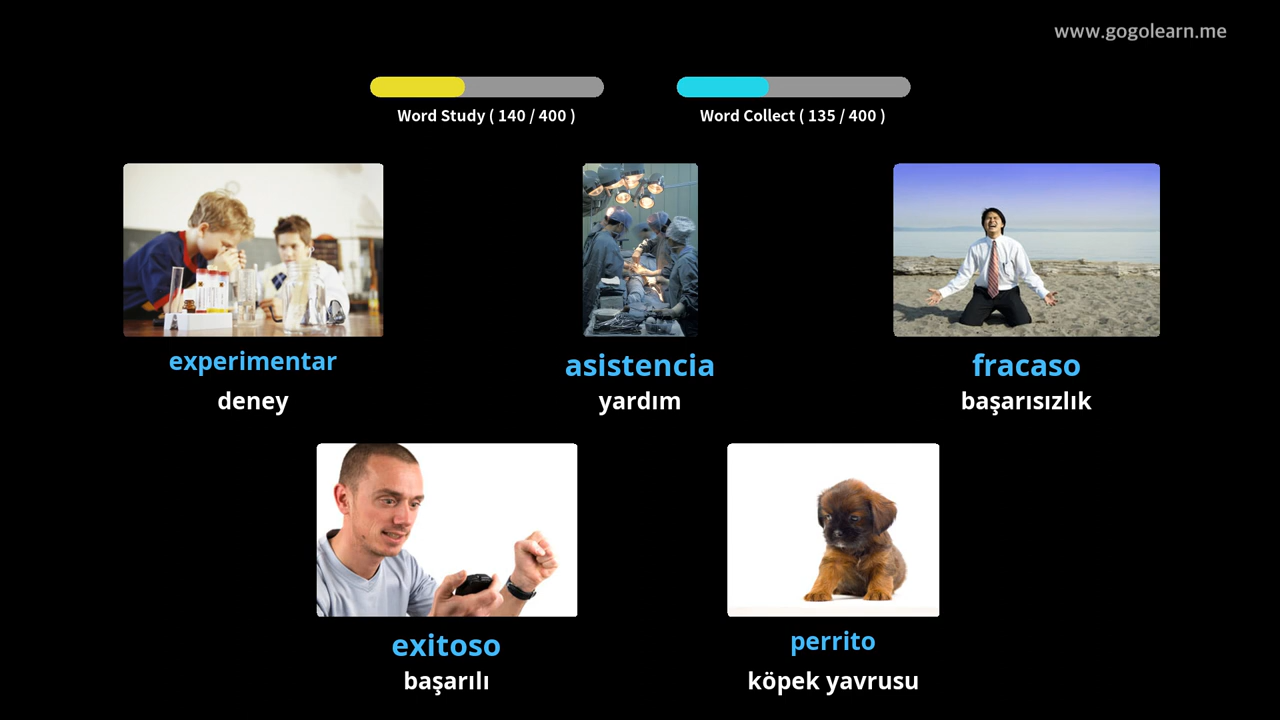 www.gogolearn.me
Word Study ( 140 / 400 )
Word Collect ( 135 / 400 )
experimentar
deney
asistencia
yardım
fracaso
başarısızlık
exitoso
başarılı
perrito
köpek yavrusu